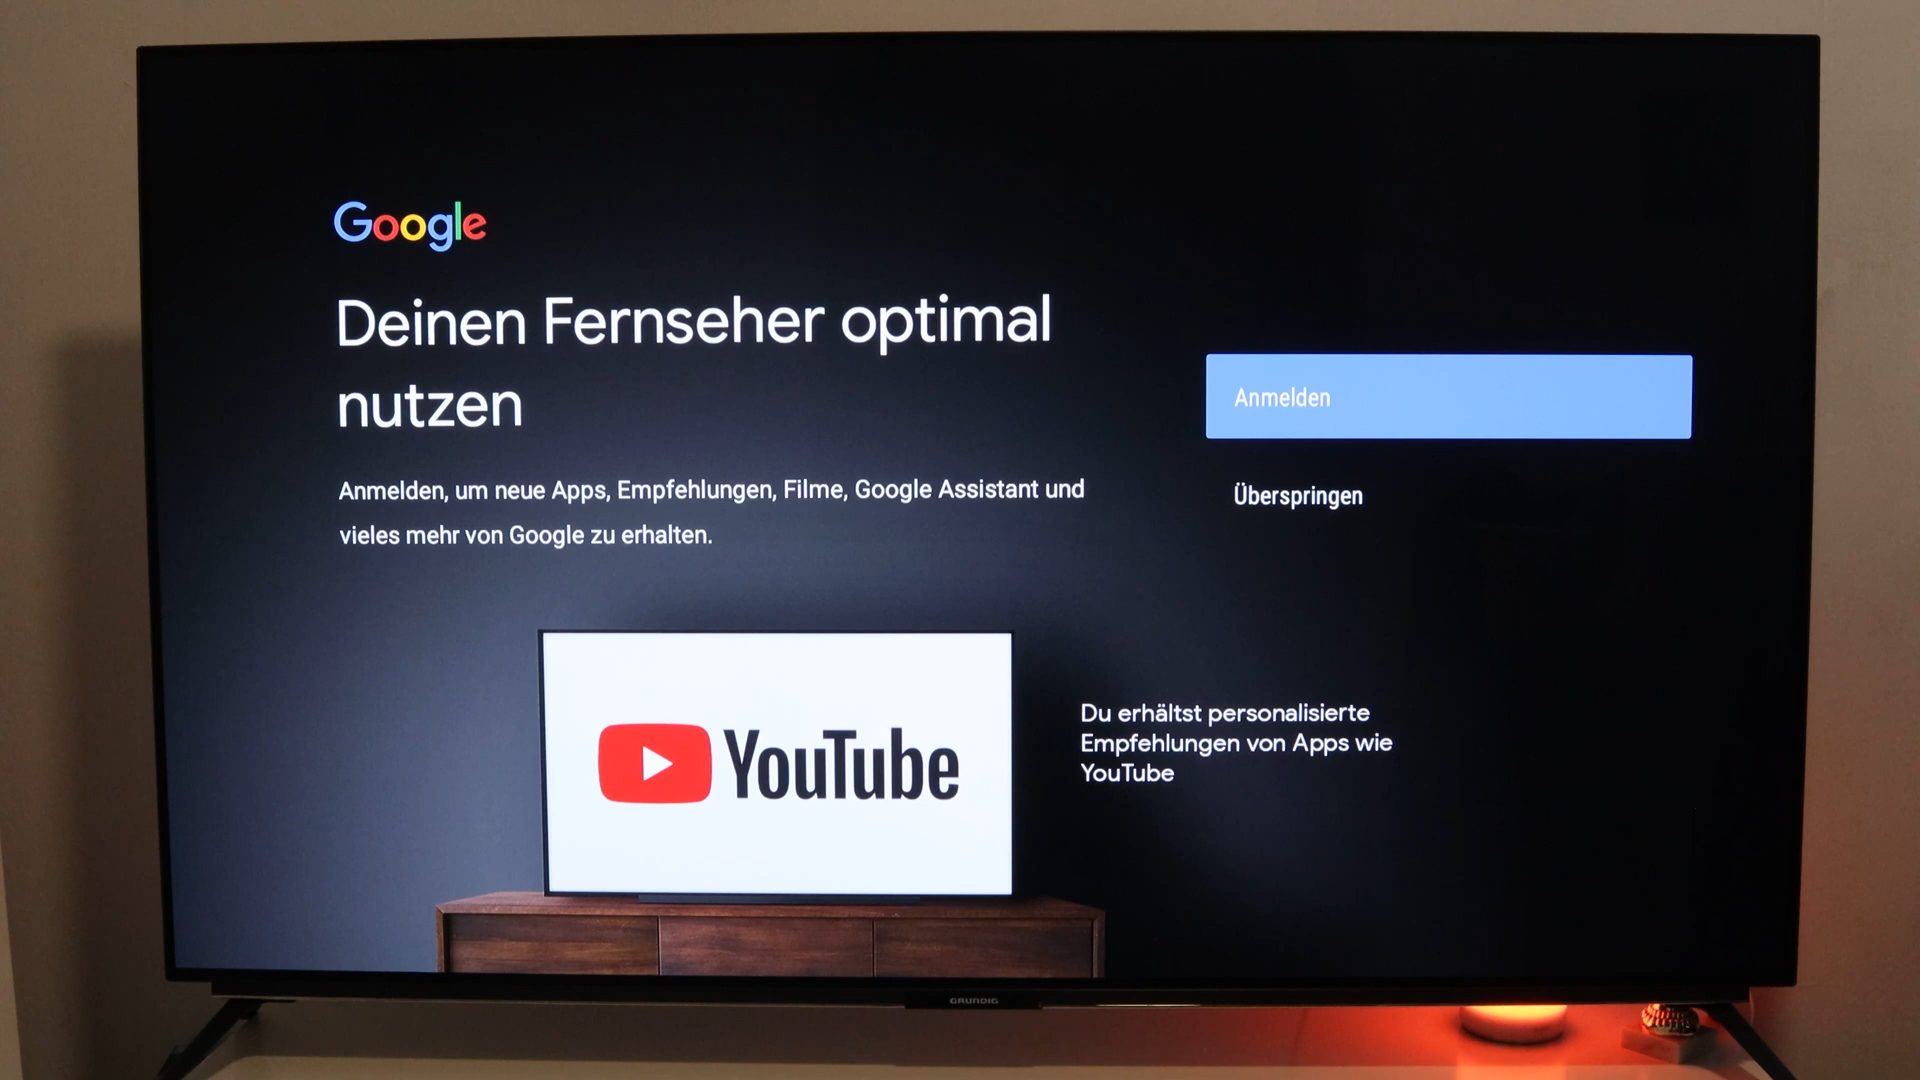 Google
Deinen Fernseher optimal
nutzen
Anmelden, um neue Apps, Empfehlungen, Filme, Google Assistant und
vieles mehr von Google zu erhalten.
Anmelden
Überspringen
YouTube
Du erhältst personalisierte
Empfehlungen von Apps wie
YouTube
GRUNDIG